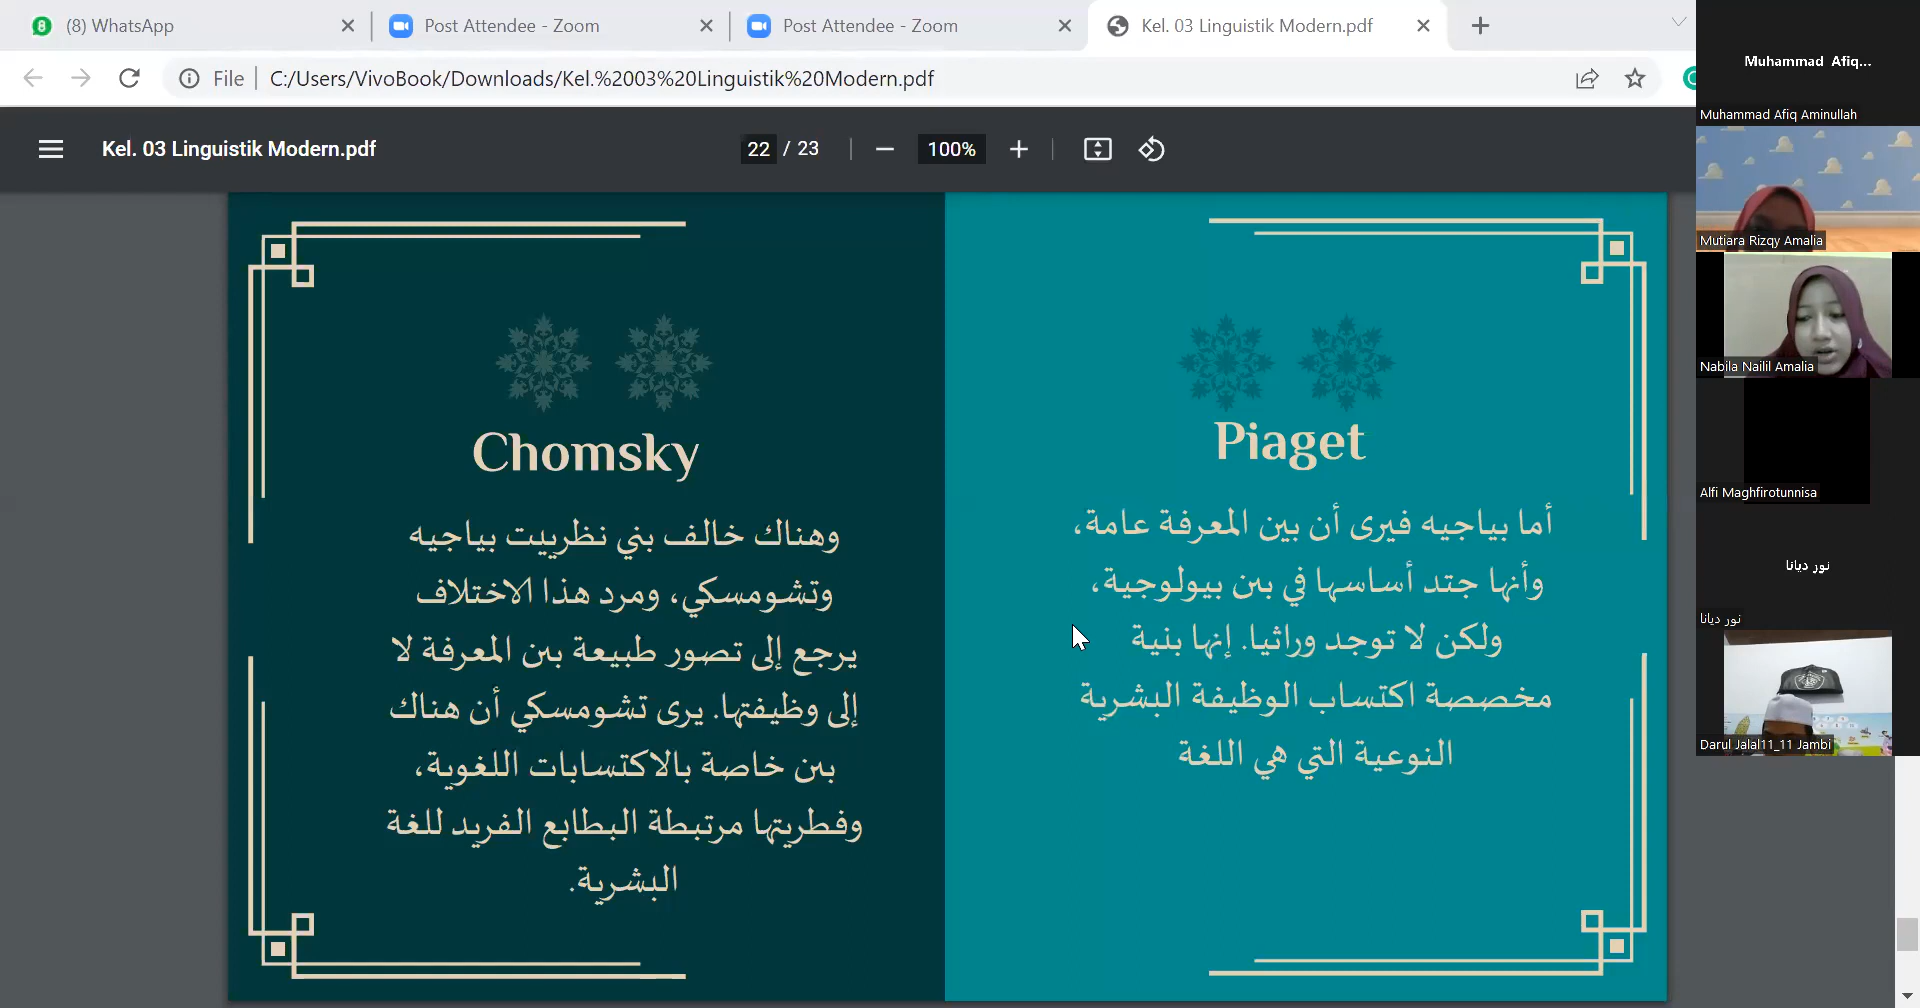 (8) WhatsApp
Post Attendee - Zoom
Post Attendee - Zoom
Kel. 03 Linguistik Modern.pdf
File
C:/Users/VivoBook/Downloads/Kel.%2003%20Linguistik%20Modern.pdf
Kel. 03 Linguistik Modern.pdf
22 / 23
100%
Chomsky
وهناك خالف بني نظرييت بياجيه
وتشومسكي، ومرد هذا الاختلاف
يرجع إلى تصور طبيعة بىن المعرفة لا
إلى وظيفتها. يرى تشومسكي أن هناك
بىن خاصة بالاكتسابات اللغوية،
وفطريتها مرتبطة البطابع الفريد للغة
البشرية.
Piaget
أما بياجيه فيرى أن بين المعرفة عامة،
وأنها جتد أساسها في بىن بيولوجية،
ولكن لا توجد وراثيا. إنها بنية
مخصصة اكتساب الوظيفة البشرية
النوعية التي هي اللغة
Muhammad Afiq...
Muhammad Afiq Aminullah
Mutiara Rizqy Amalia
Nabila Nailil Amalia
Alfi Maghfirotunnisa
نور ديانا
نور ديانا
Darul Jalal11_11 Jambi